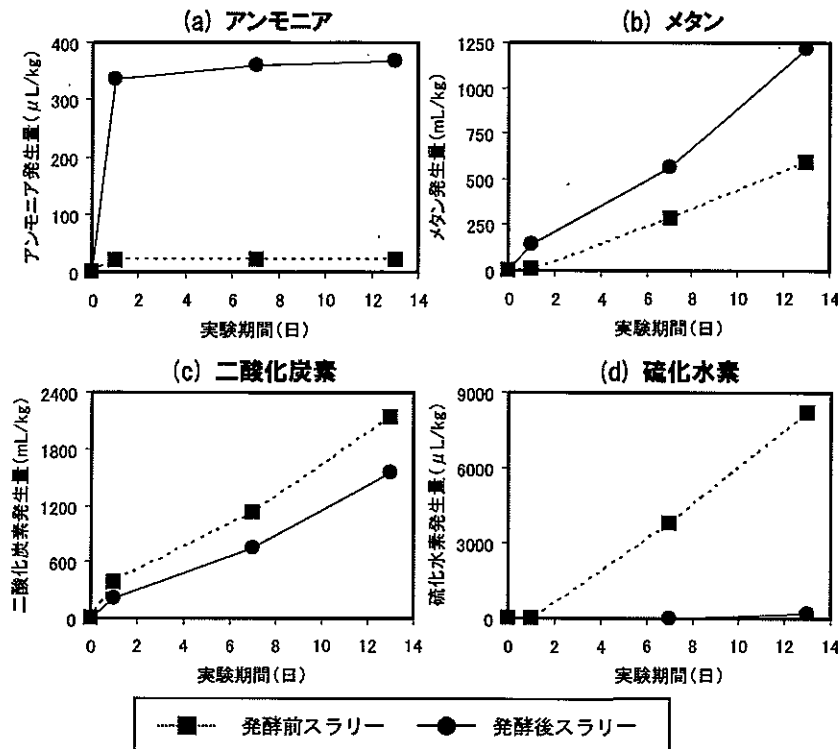 (a) アンモニア
アンモニア発生量(μL/kg)
400
300
200
100
0
0 2 4 6 8 10 12 14
実験期間(日)
(b) メタン
メタン発生量(mL/kg)
1250
1000
750
500
250
0
0 2 4 6 8 10 12 14
実験期間(日)
(c) 二酸化炭素
二酸化炭素発生量(mL/kg)
2400
1800
1200
600
0
0 2 4 6 8 10 12 14
実験期間(日)
(d) 硫化水素
硫化水素発生量(μL/kg)
9000
6000
3000
0
0 2 4 6 8 10 12 14
実験期間(日)
発酵前スラリー 発酵後スラリー